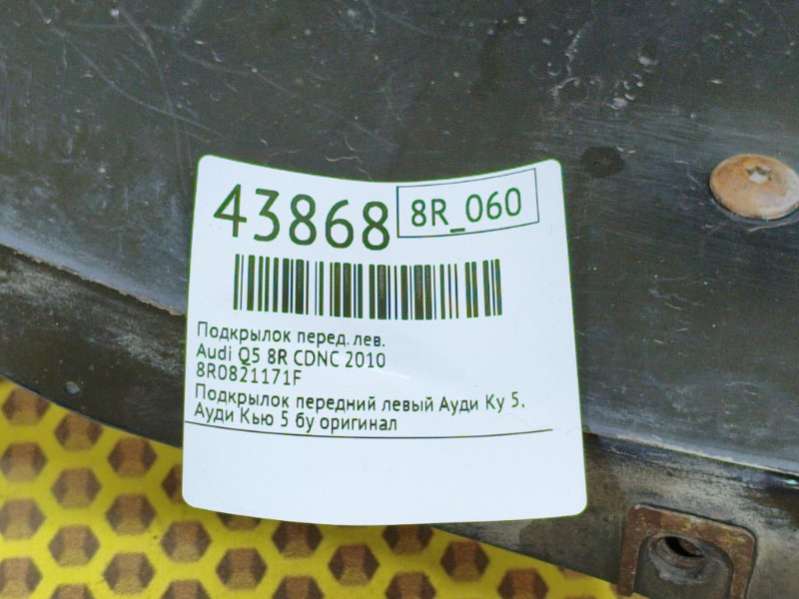 43868 8R_060
Подкрылок перед. лев.
Audi Q5 8R CDNC 2010
8R0821171F
Подкрылок передний левый Ауди Ку 5.
Ауди Кью 5 бу оригинал